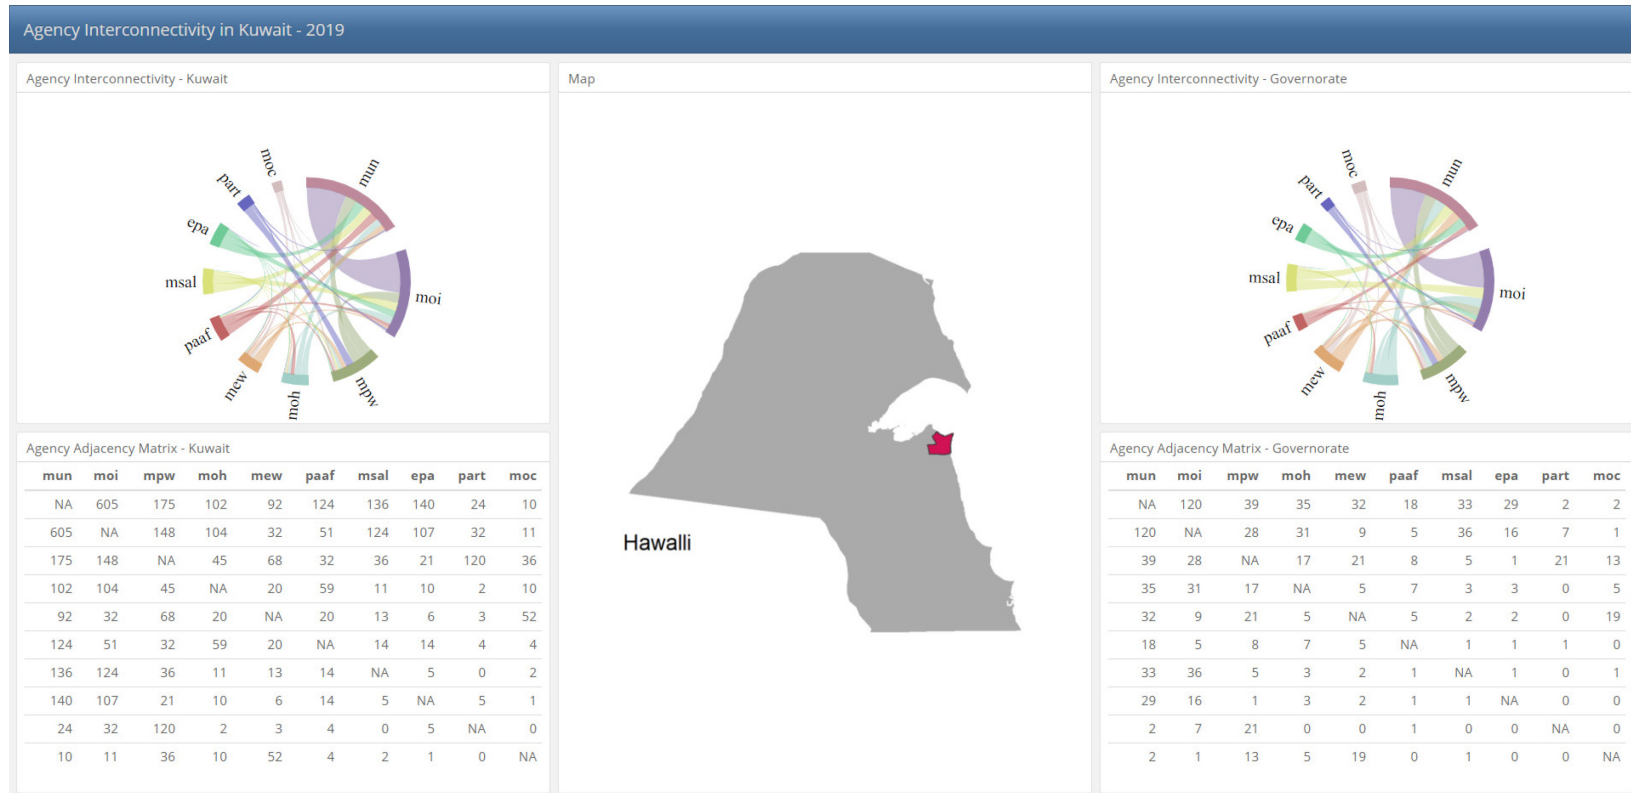 Agency Interconnectivity in Kuwait - 2019
Agency Interconnectivity - Kuwait
mun
moi
mpw
moh
mew
paaf
msal
epa
part
moc
Agency Adjacency Matrix - Kuwait
mun moi mpw moh mew paaf msal epa part moc
NA 605 175 102 92 124 136 140 24 10
605 NA 148 104 32 51 124 107 32 11
175 148 NA 45 68 32 36 21 120 36
102 104 45 NA 20 59 11 10 2 10
92 32 68 20 NA 20 13 6 3 52
124 51 32 59 20 NA 14 14 4 4
136 124 36 11 13 14 NA 5 0 2
140 107 21 10 6 14 5 NA 5 1
24 32 120 2 3 4 0 5 NA 0
10 11 36 10 52 4 2 1 0 NA
Map
Hawalli
Agency Interconnectivity - Governorate
mun
moi
mpw
moh
mew
paaf
msal
epa
part
moc
Agency Adjacency Matrix - Governorate
mun moi mpw moh mew paaf msal epa part moc
NA 120 39 35 32 18 33 29 2 2
120 NA 28 31 9 5 36 16 7 1
39 28 NA 17 21 8 5 1 21 13
35 31 17 NA 5 7 3 3 0 5
32 9 21 5 NA 5 2 2 0 19
18 5 8 7 5 NA 1 1 1 0
33 36 5 3 2 1 NA 1 0 1
29 16 1 3 2 1 1 NA 0 0
2 7 21 0 0 1 0 0 NA 0
2 1 13 5 19 0 1 0 0 NA